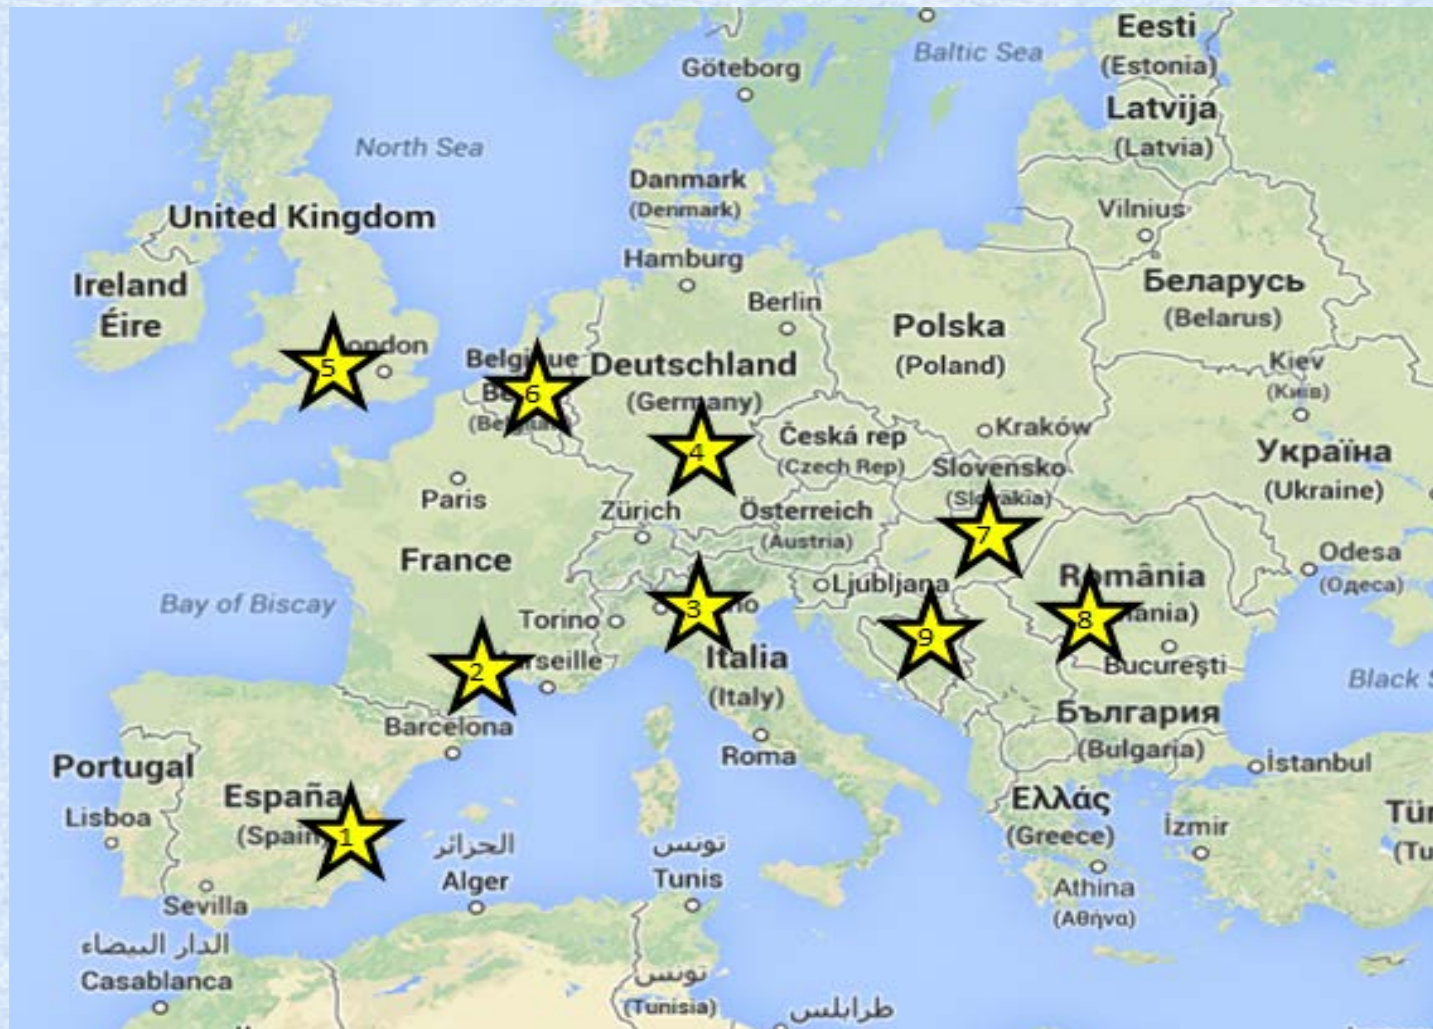 Eesti
(Estonia)
Baltic Sea
Göteborg
Latvija
(Latvia)
North Sea
Danmark
(Denmark)
Vilnius
United Kingdom
Hamburg
Ireland
Éire
Беларусь
(Belarus)
Berlin
Polska
(Poland)
5
Belgique
6
Deutschland
(Germany)
Kiev
(Київ)
4
Česká rep
(Czech Rep)
Kraków
Україна
(Ukraine)
Slovensko
Paris
Zürich
Österreich
(Austria)
7
Odesa
(Одеса)
France
Bay of Biscay
Ljubljana
România
3
8
Torino
9
2
Italia
(Italy)
București
Black
Barcelona
България
(Bulgaria)
Roma
Portugal
İstanbul
España
1
Lisboa
Ελλάς
(Greece)
İzmir
الجزائر
Alger
تونس
Tunis
Athina
(Αθήνα)
Sevilla
الدار البيضاء
Casablanca
تونس
(Tunisia)
طرابلس